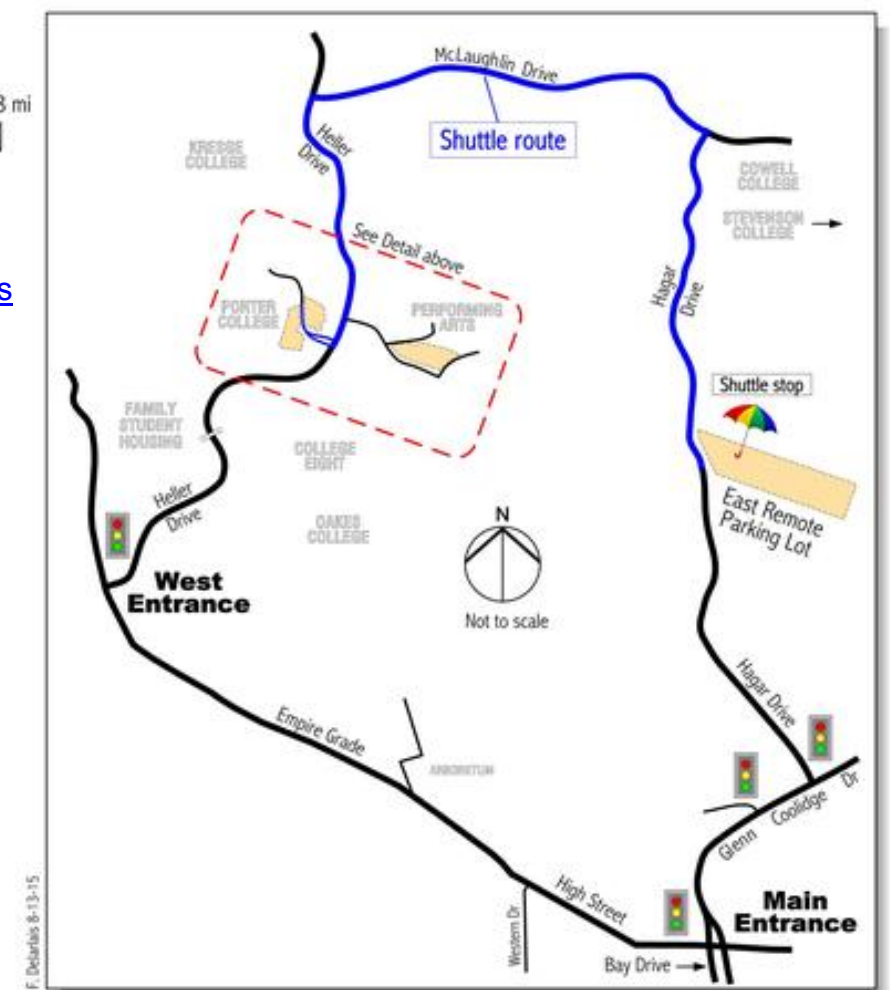 8 mi
s
McLaughlin Drive
Shuttle route
Heller
Drive
KRESGE
COLLEGE
COWELL
COLLEGE
STEVENSON
COLLEGE
See Detail above
Hagar
Drive
PORTER
COLLEGE
PERFORMING
ARTS
Shuttle stop
FAMILY
STUDENT
HOUSING
COLLEGE
EIGHT
East Remote
Parking Lot
Heller
Drive
OAKES
COLLEGE
N
West
Entrance
Not to scale
Hagar Drive
Empire Grade
ARBORETUM
Glenn Coolidge Dr
High Street
Western Dr
Main
Entrance
Bay Drive
F. Delarlais 8-13-15